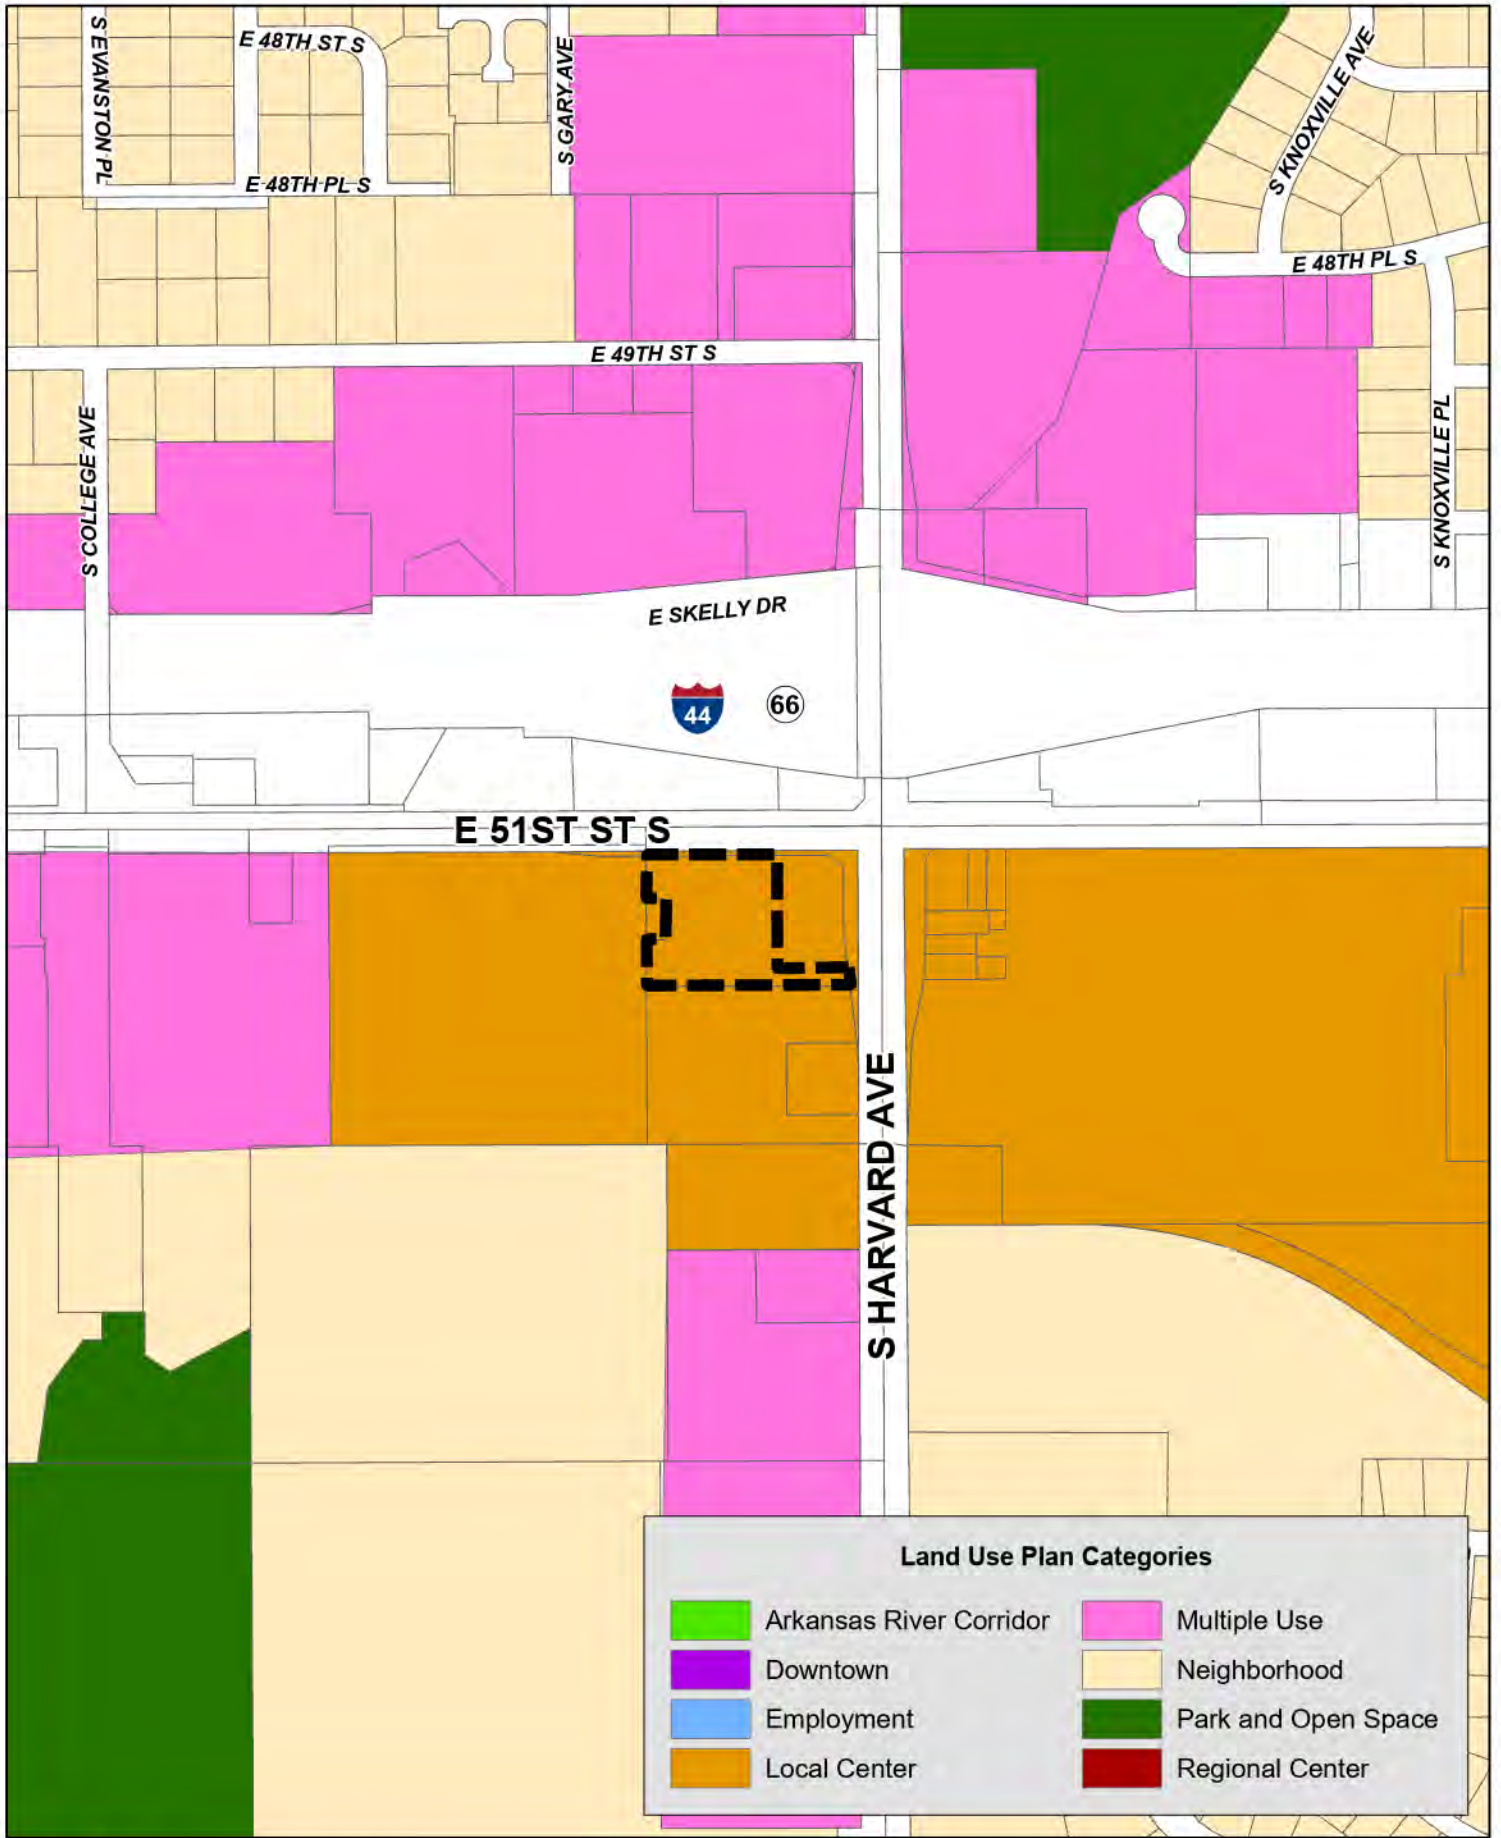 S EVANSTON PL
E 48TH ST S
S GARY AVE
S KNOXVILLE AVE
E 48TH PL S
E 48TH PL S
E 49TH ST S
S COLLEGE AVE
S KNOXVILLE PL
E SKELLY DR
44
66
E 51ST ST S
S HARVARD AVE
Land Use Plan Categories
Arkansas River Corridor
Downtown
Employment
Local Center
Multiple Use
Neighborhood
Park and Open Space
Regional Center